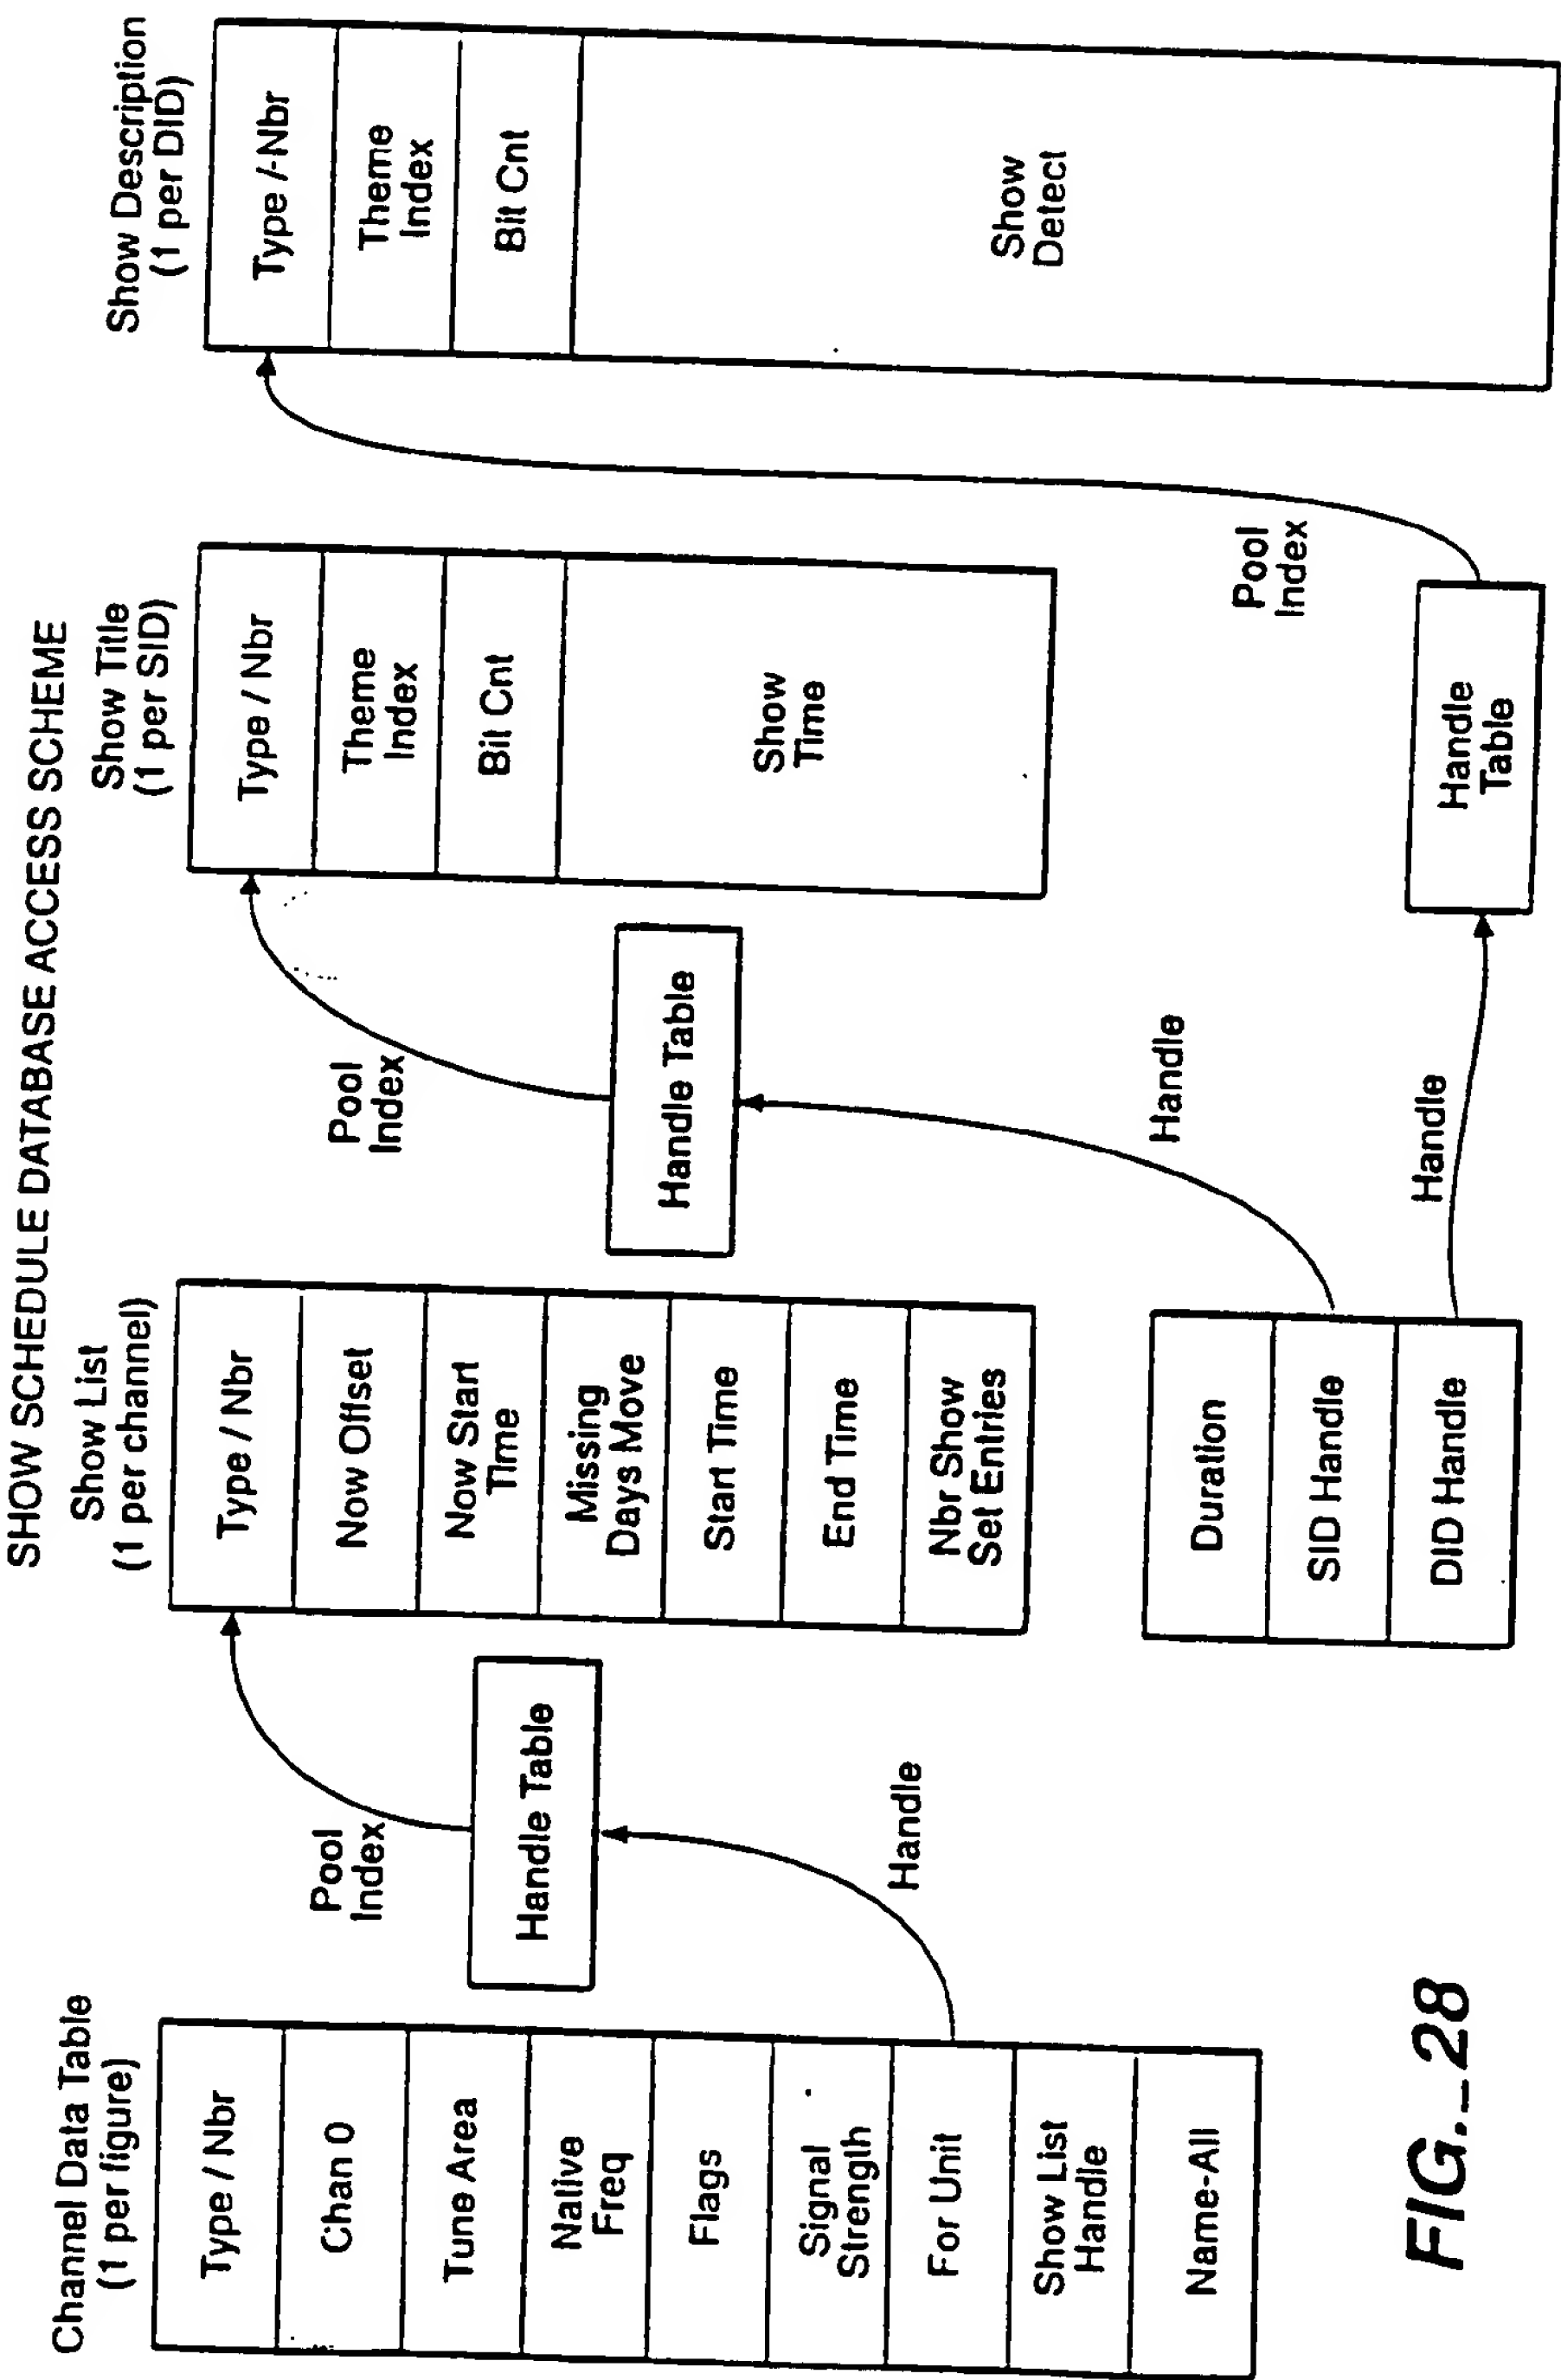 SHOW SCHEDULE DATABASE ACCESS SCHEME
Channel Data Table
(1 per figure)
Type / Nbr
Chan 0
Tune Area
Native
Freq
Flags
Signal
Strength
For Unit
Show List
Handle
Name-All
Handle
Handle Table
Pool
Index
Show List
(1 per channel)
Type / Nbr
Now Offset
Now Start
Time
Missing
Days Move
Start Time
End Time
Nbr Show
Set Entries
Duration
SID Handle
DID Handle
Handle
Handle Table
Pool
Index
Show Title
(1 per SID)
Type / Nbr
Theme
Index
Bit Cnt
Show
Time
Handle
Handle
Table
Pool
Index
Show Description
(1 per DID)
Type /-Nbr
Theme
Index
Bit Cnt
Show
Detect
FIG._28